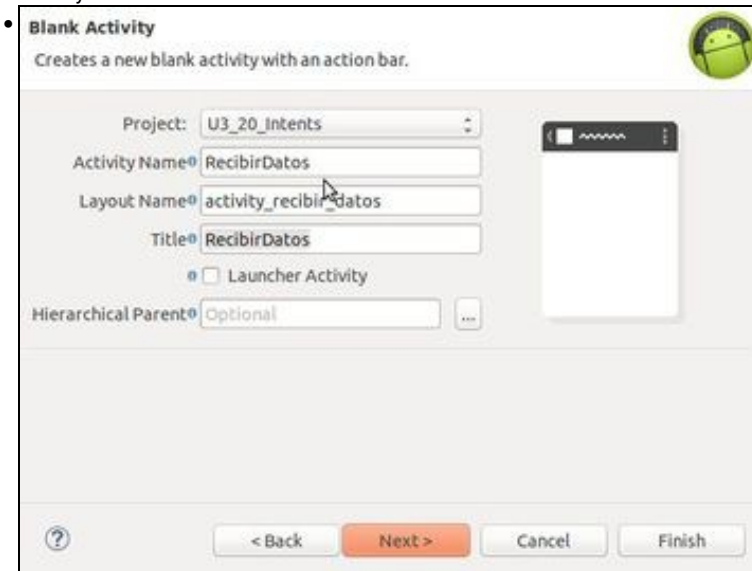 Blank Activity
Creates a new blank activity with an action bar.
Project: U3_20_Intents
Activity Name RecibirDatos
Layout Name activity_recibir_datos
Title RecibirDatos
Launcher Activity
Hierarchical Parent Optional ...
? < Back Next > Cancel Finish